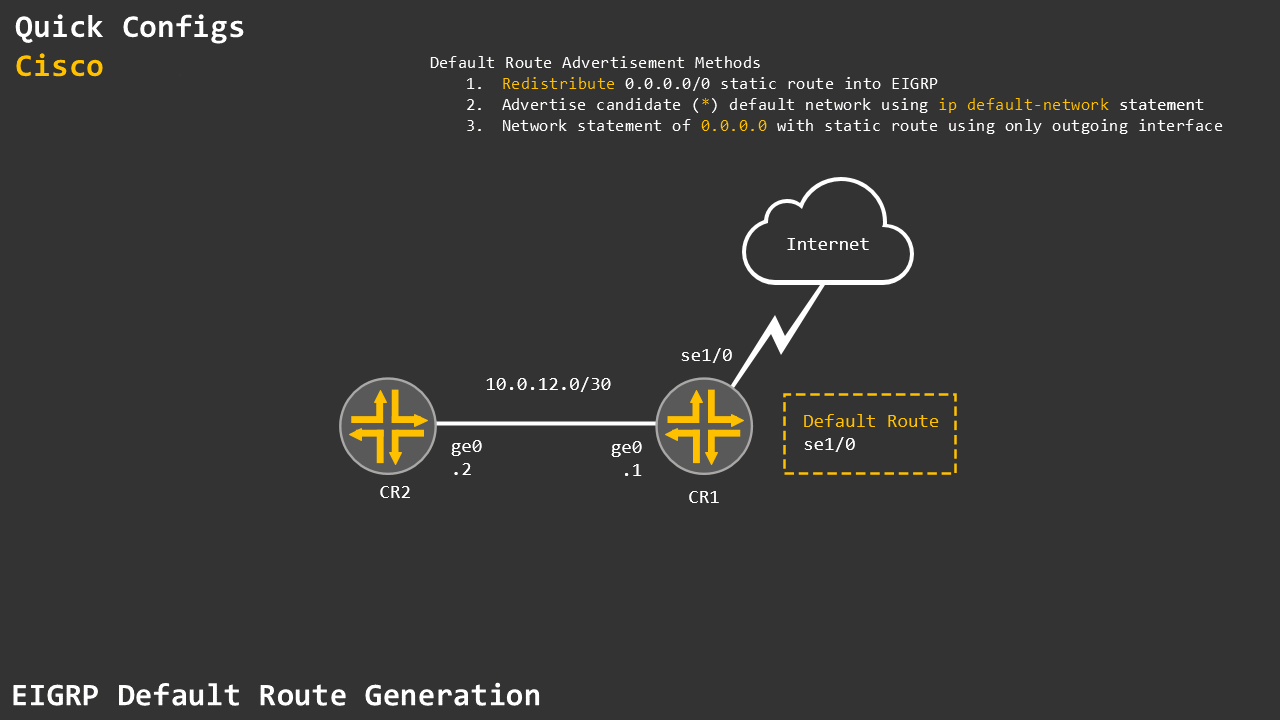 Quick Configs
Cisco
Default Route Advertisement Methods
1. Redistribute 0.0.0.0/0 static route into EIGRP
2. Advertise candidate (*) default network using ip default-network statement
3. Network statement of 0.0.0.0 with static route using only outgoing interface
Internet
se1/0
10.0.12.0/30
Default Route
se1/0
ge0
.2
ge0
.1
CR2
CR1
EIGRP Default Route Generation